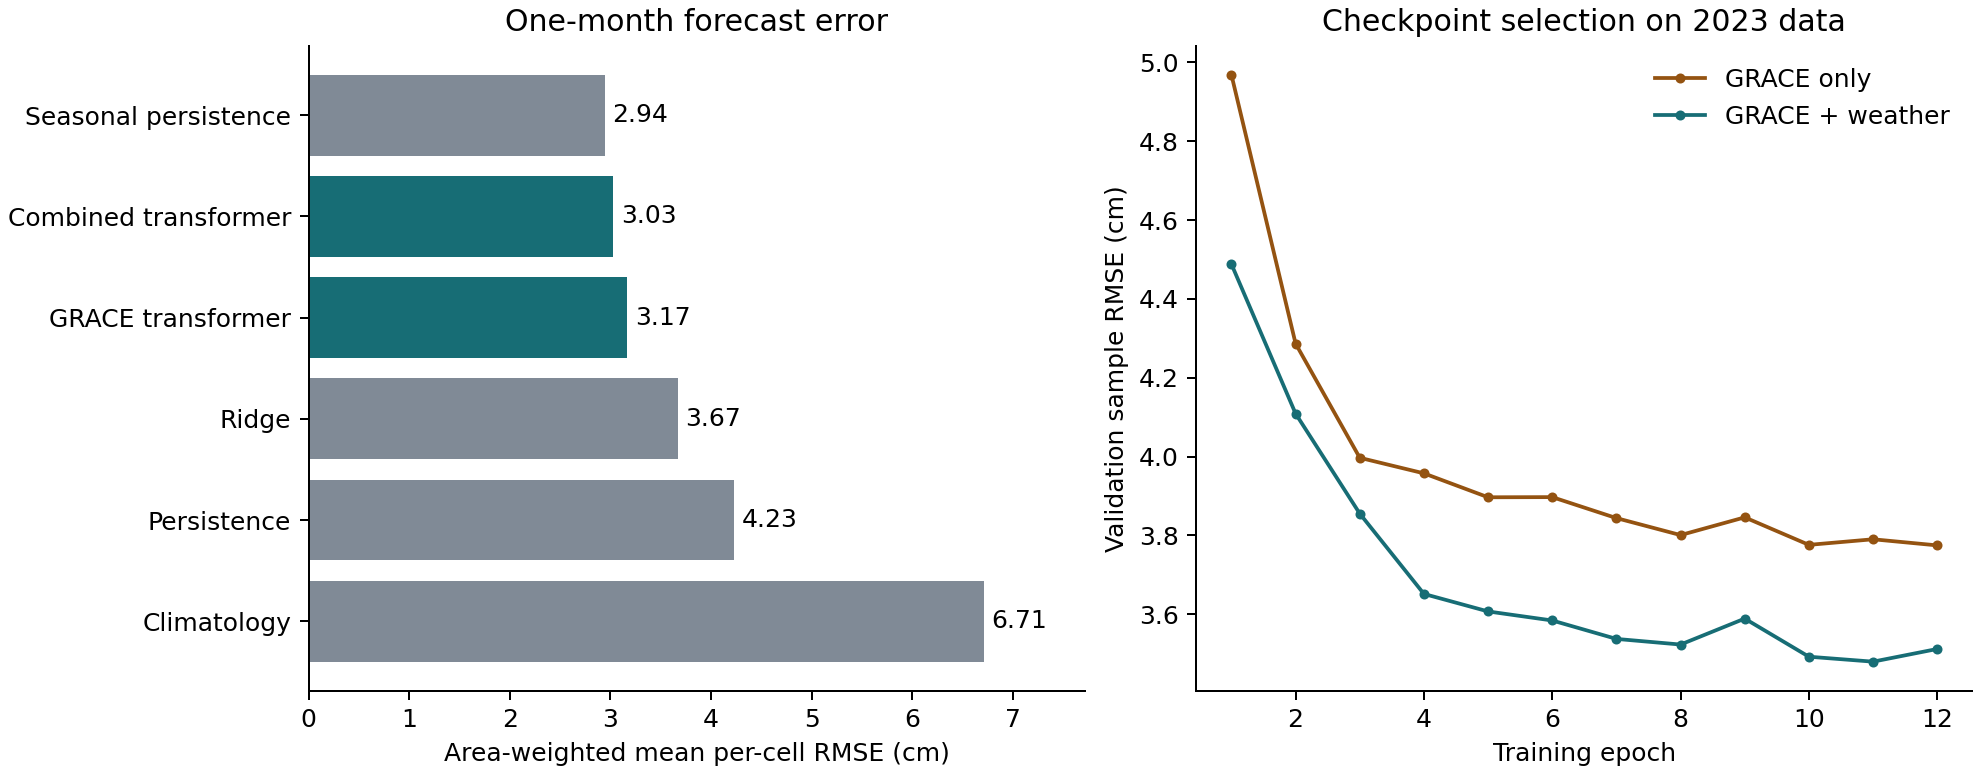 One-month forecast error
Seasonal persistence
2.94
Combined transformer
3.03
GRACE transformer
3.17
Ridge
3.67
Persistence
4.23
Climatology
6.71
0 1 2 3 4 5 6 7
Area-weighted mean per-cell RMSE (cm)
Checkpoint selection on 2023 data
GRACE only
GRACE + weather
Validation sample RMSE (cm)
5.0
4.8
4.6
4.4
4.2
4.0
3.8
3.6
2 4 6 8 10 12
Training epoch